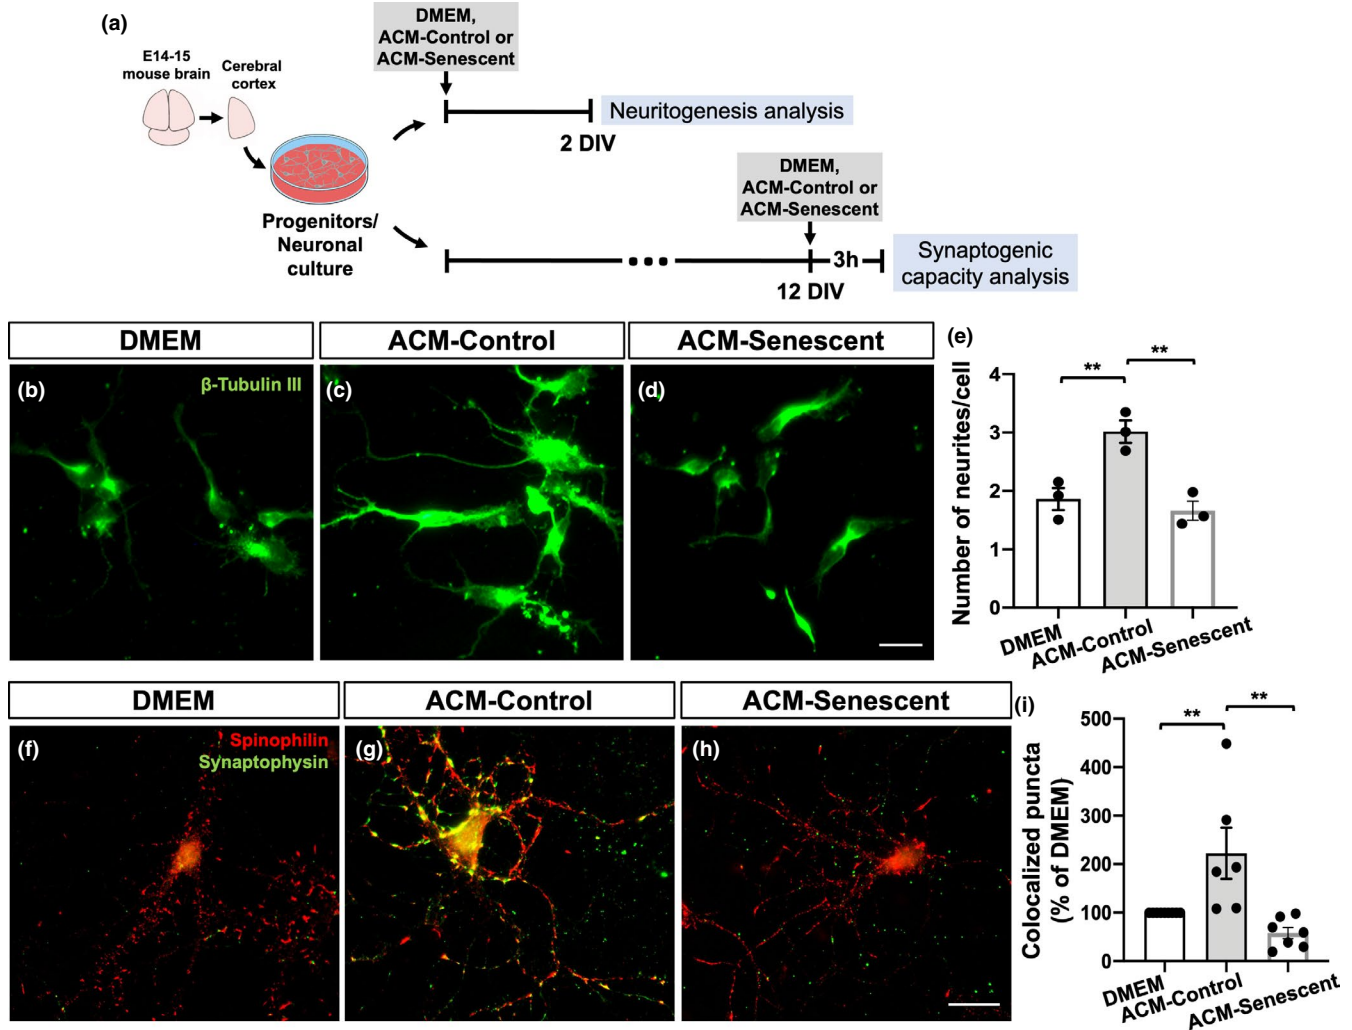 (a)
E14-15
mouse brain
Cerebral
cortex
Progenitors/
Neuronal
culture
DMEM,
ACM-Control or
ACM-Senescent
2 DIV
Neuritogenesis analysis
DMEM,
ACM-Control or
ACM-Senescent
3h
12 DIV
Synaptogenic
capacity analysis
DMEM
ACM-Control
ACM-Senescent
(b)
β-Tubulin III
(c)
(d)
(e)
**
**
Number of neurites/cell
4
3
2
1
0
DMEM
ACM-Control
ACM-Senescent
DMEM
ACM-Control
ACM-Senescent
(f)
Spinophilin
Synaptophysin
(g)
(h)
(i)
**
**
Colocalized puncta
(% of DMEM)
500
400
300
200
100
0
DMEM
ACM-Control
ACM-Senescent